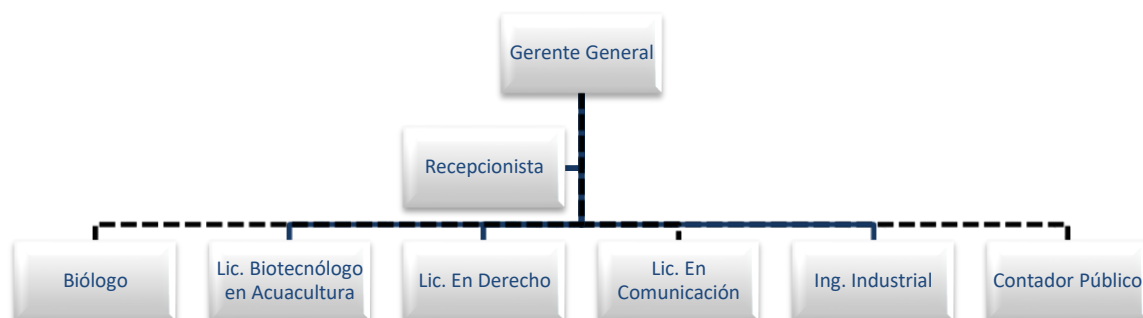 Gerente General
Recepcionista
Biólogo
Lic. Biotecnólogo
en Acuacultura
Lic. En Derecho
Lic. En
Comunicación
Ing. Industrial
Contador Público